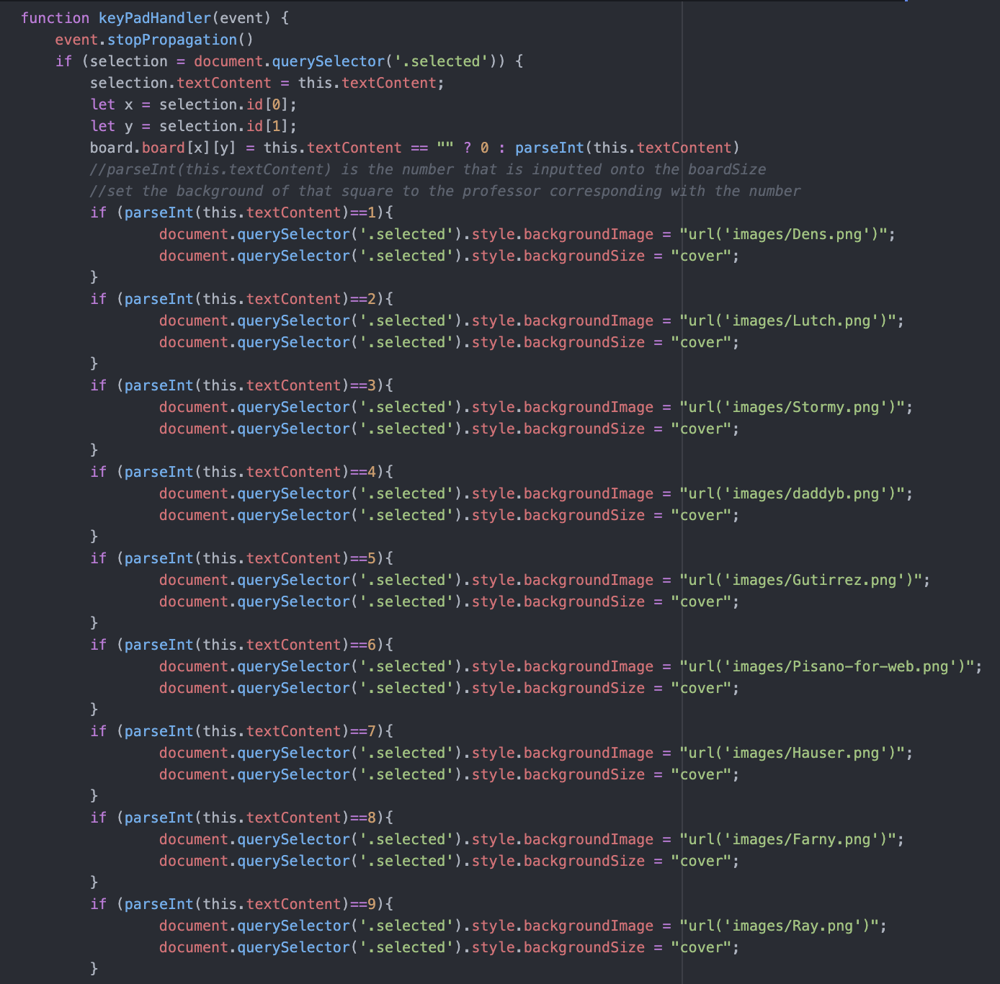 function keyPadHandler(event) {
    event.stopPropagation()
    if (selection = document.querySelector('.selected')) {
        selection.textContent = this.textContent;
        let x = selection.id[0];
        let y = selection.id[1];
        board.board[x][y] = this.textContent == "" ? 0 : parseInt(this.textContent)
        //parseInt(this.textContent) is the number that is inputted onto the boardSize
        //set the background of that square to the professor corresponding with the number
        if (parseInt(this.textContent)==1){
                document.querySelector('.selected').style.backgroundImage = "url('images/Dens.png')";
                document.querySelector('.selected').style.backgroundSize = "cover";
        }
        if (parseInt(this.textContent)==2){
                document.querySelector('.selected').style.backgroundImage = "url('images/Lutch.png')";
                document.querySelector('.selected').style.backgroundSize = "cover";
        }
        if (parseInt(this.textContent)==3){
                document.querySelector('.selected').style.backgroundImage = "url('images/Stormy.png')";
                document.querySelector('.selected').style.backgroundSize = "cover";
        }
        if (parseInt(this.textContent)==4){
                document.querySelector('.selected').style.backgroundImage = "url('images/daddyb.png')";
                document.querySelector('.selected').style.backgroundSize = "cover";
        }
        if (parseInt(this.textContent)==5){
                document.querySelector('.selected').style.backgroundImage = "url('images/Gutirrez.png')";
                document.querySelector('.selected').style.backgroundSize = "cover";
        }
        if (parseInt(this.textContent)==6){
                document.querySelector('.selected').style.backgroundImage = "url('images/Pisano-for-web.png')";
                document.querySelector('.selected').style.backgroundSize = "cover";
        }
        if (parseInt(this.textContent)==7){
                document.querySelector('.selected').style.backgroundImage = "url('images/Hauser.png')";
                document.querySelector('.selected').style.backgroundSize = "cover";
        }
        if (parseInt(this.textContent)==8){
                document.querySelector('.selected').style.backgroundImage = "url('images/Farny.png')";
                document.querySelector('.selected').style.backgroundSize = "cover";
        }
        if (parseInt(this.textContent)==9){
                document.querySelector('.selected').style.backgroundImage = "url('images/Ray.png')";
                document.querySelector('.selected').style.backgroundSize = "cover";
        }